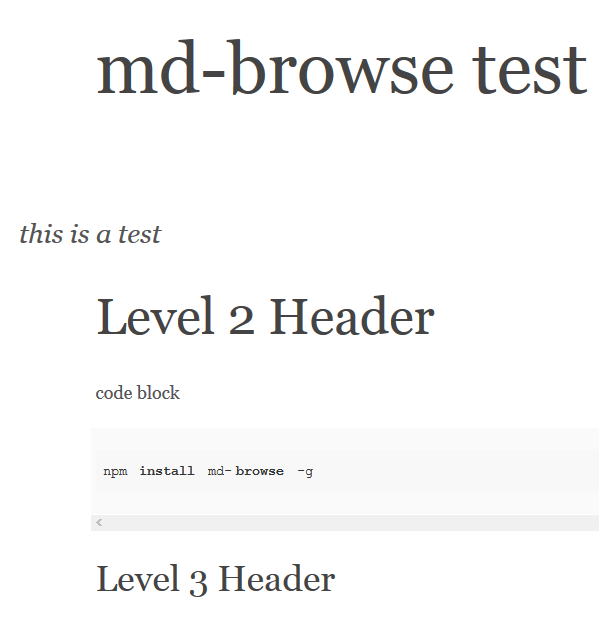 md-browse test
this is a test
Level 2 Header
code block
npm install md-browse -g
Level 3 Header